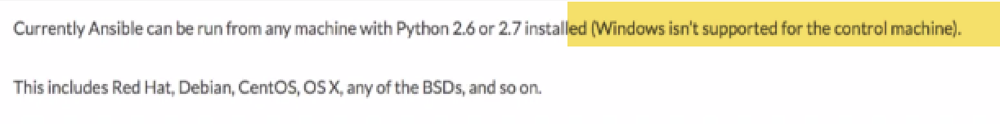 Currently Ansible can be run from any machine with Python 2.6 or 2.7 installed (Windows isn't supported for the control machine).
This includes Red Hat, Debian, CentOS, OS X, any of the BSDs, and so on.